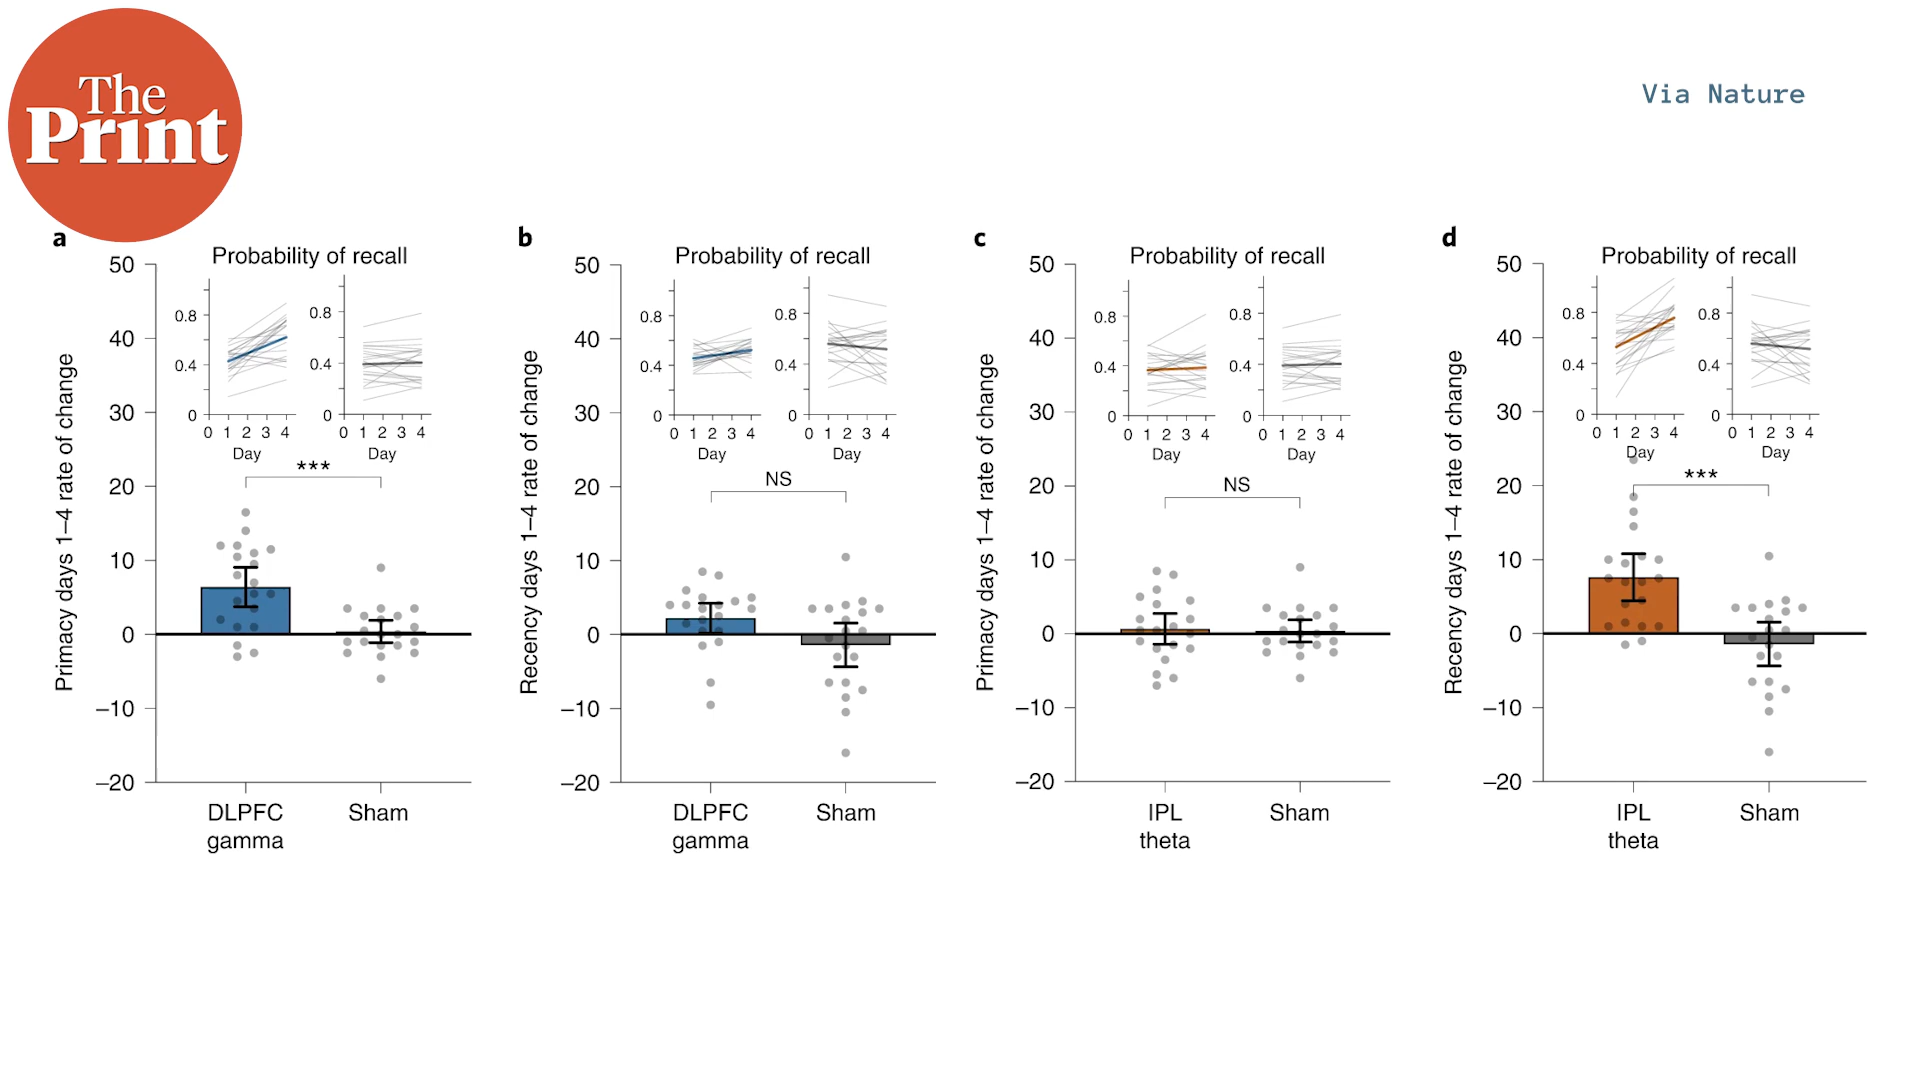 The
Print
Via Nature
a
Probability of recall
Primacy days 1–4 rate of change
50
40
30
20
10
0
–10
–20
0.8
0.4
0
0 1 2 3 4
Day
0.8
0.4
0
0 1 2 3 4
Day
***
DLPFC
gamma
Sham
b
Probability of recall
Recency days 1–4 rate of change
50
40
30
20
10
0
–10
–20
0.8
0.4
0
0 1 2 3 4
Day
0.8
0.4
0
0 1 2 3 4
Day
NS
DLPFC
gamma
Sham
c
Probability of recall
Primacy days 1–4 rate of change
50
40
30
20
10
0
–10
–20
0.8
0.4
0
0 1 2 3 4
Day
0.8
0.4
0
0 1 2 3 4
Day
NS
IPL
theta
Sham
d
Probability of recall
Recency days 1–4 rate of change
50
40
30
20
10
0
–10
–20
0.8
0.4
0
0 1 2 3 4
Day
0.8
0.4
0
0 1 2 3 4
Day
***
IPL
theta
Sham